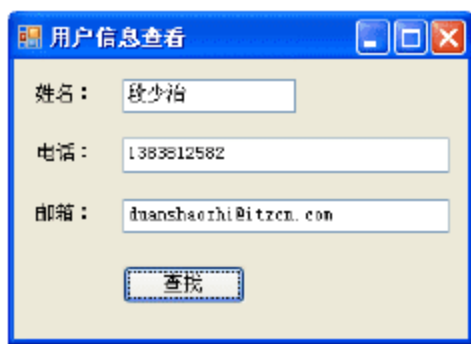 用户信息查看
姓名： 段少治
电话： 1383812582
邮箱： duanshaozhi@itzcn.com
查找